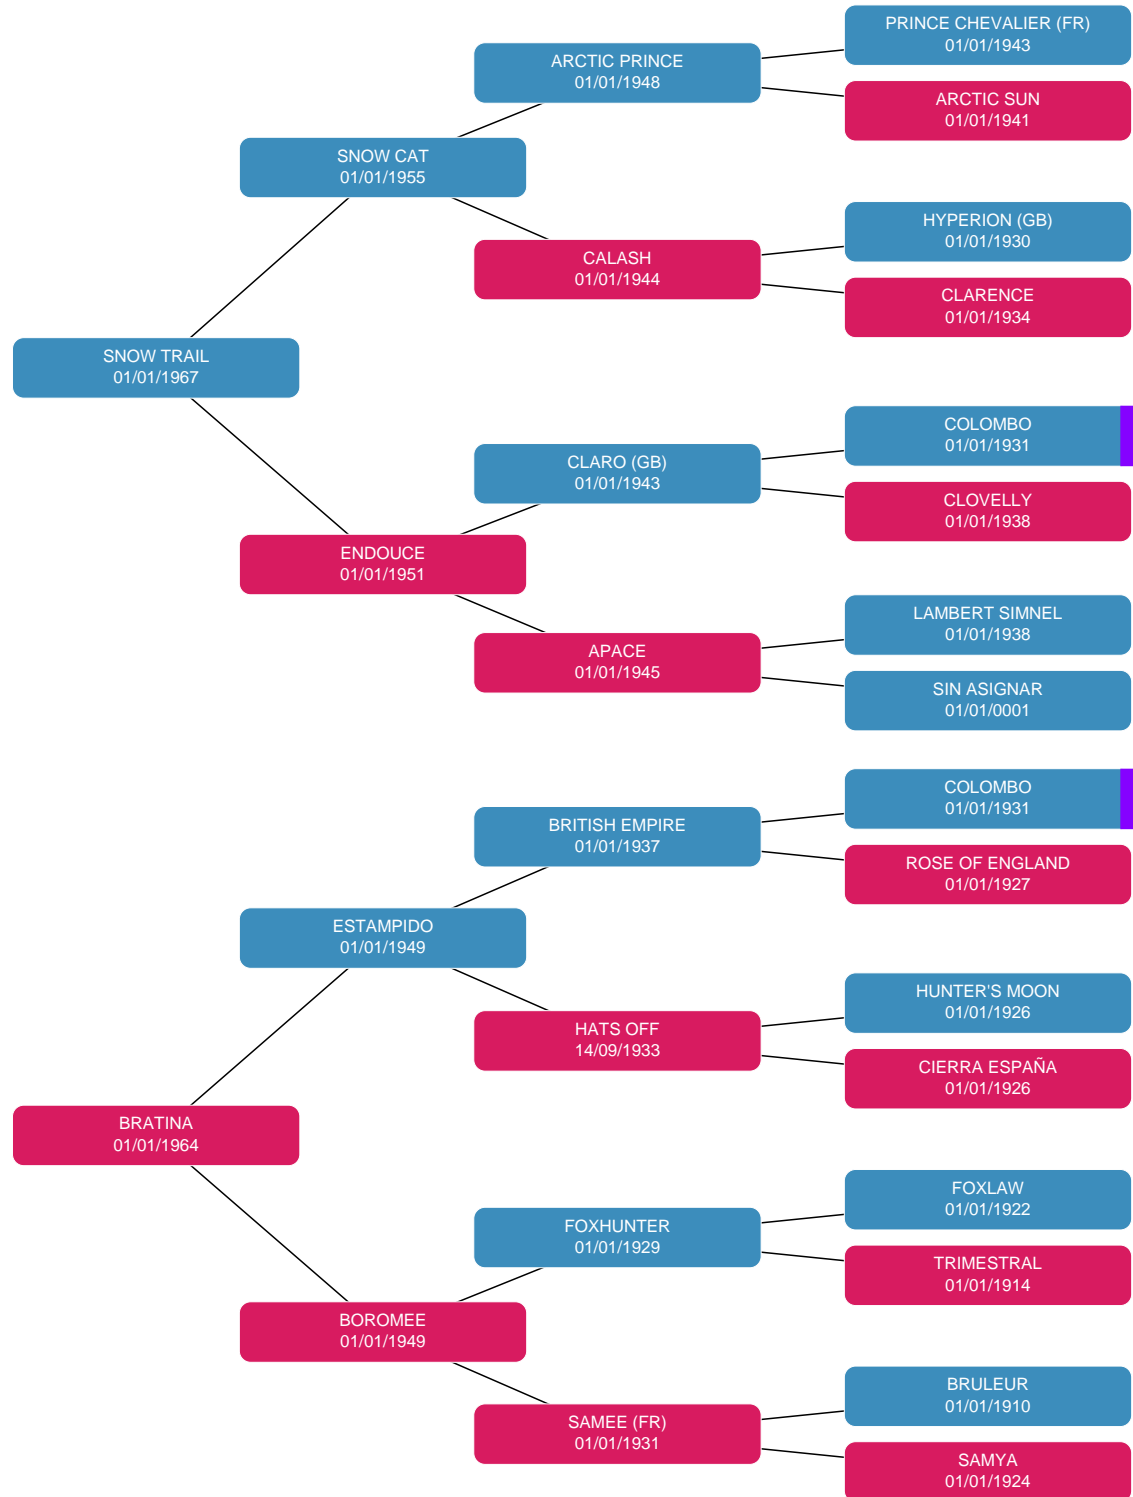 PRINCE CHEVALIER (FR)
01/01/1943
ARCTIC PRINCE
01/01/1948
ARCTIC SUN
01/01/1941
SNOW CAT
01/01/1955
HYPERION (GB)
01/01/1930
CALASH
01/01/1944
CLARENCE
01/01/1934
SNOW TRAIL
01/01/1967
COLOMBO
01/01/1931
CLARO (GB)
01/01/1943
CLOVELLY
01/01/1938
ENDOUCE
01/01/1951
LAMBERT SIMNEL
01/01/1938
APACE
01/01/1945
SIN ASIGNAR
01/01/0001
COLOMBO
01/01/1931
BRITISH EMPIRE
01/01/1937
ROSE OF ENGLAND
01/01/1927
ESTAMPIDO
01/01/1949
HUNTER'S MOON
01/01/1926
HATS OFF
14/09/1933
CIERRA ESPAÑA
01/01/1926
BRATINA
01/01/1964
FOXLAW
01/01/1922
FOXHUNTER
01/01/1929
TRIMESTRAL
01/01/1914
BOROMEE
01/01/1949
BRULEUR
01/01/1910
SAMEE (FR)
01/01/1931
SAMYA
01/01/1924